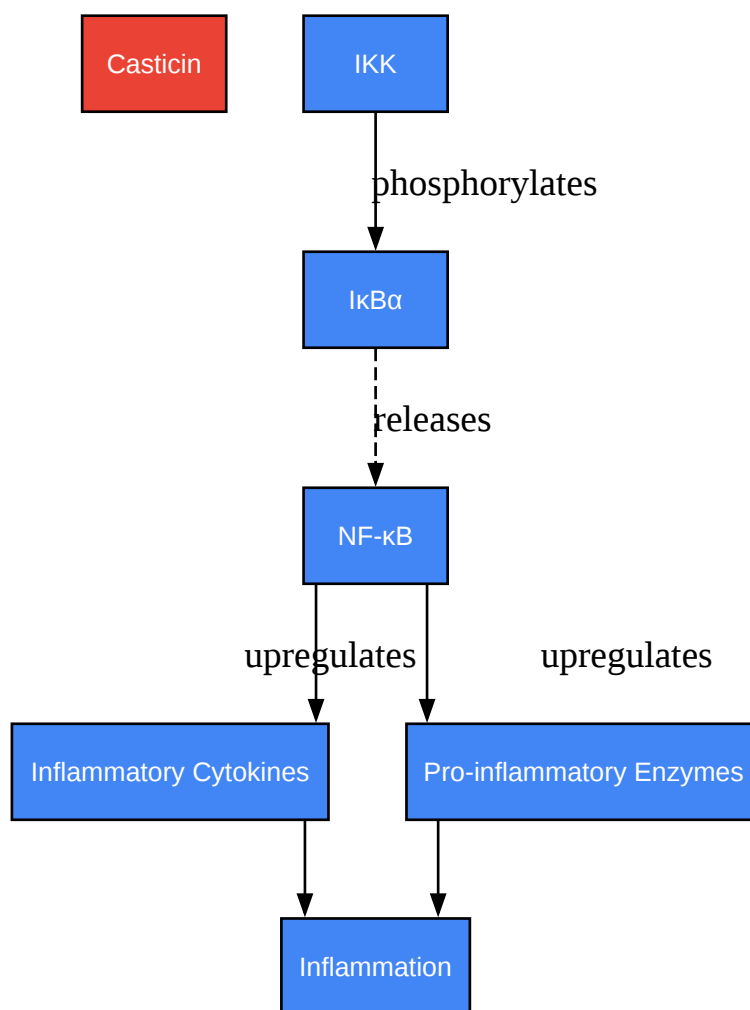 Casticin
IKK
phosphorylates
IκBα
releases
NF-κB
upregulates
upregulates
Inflammatory Cytokines
Pro-inflammatory Enzymes
Inflammation